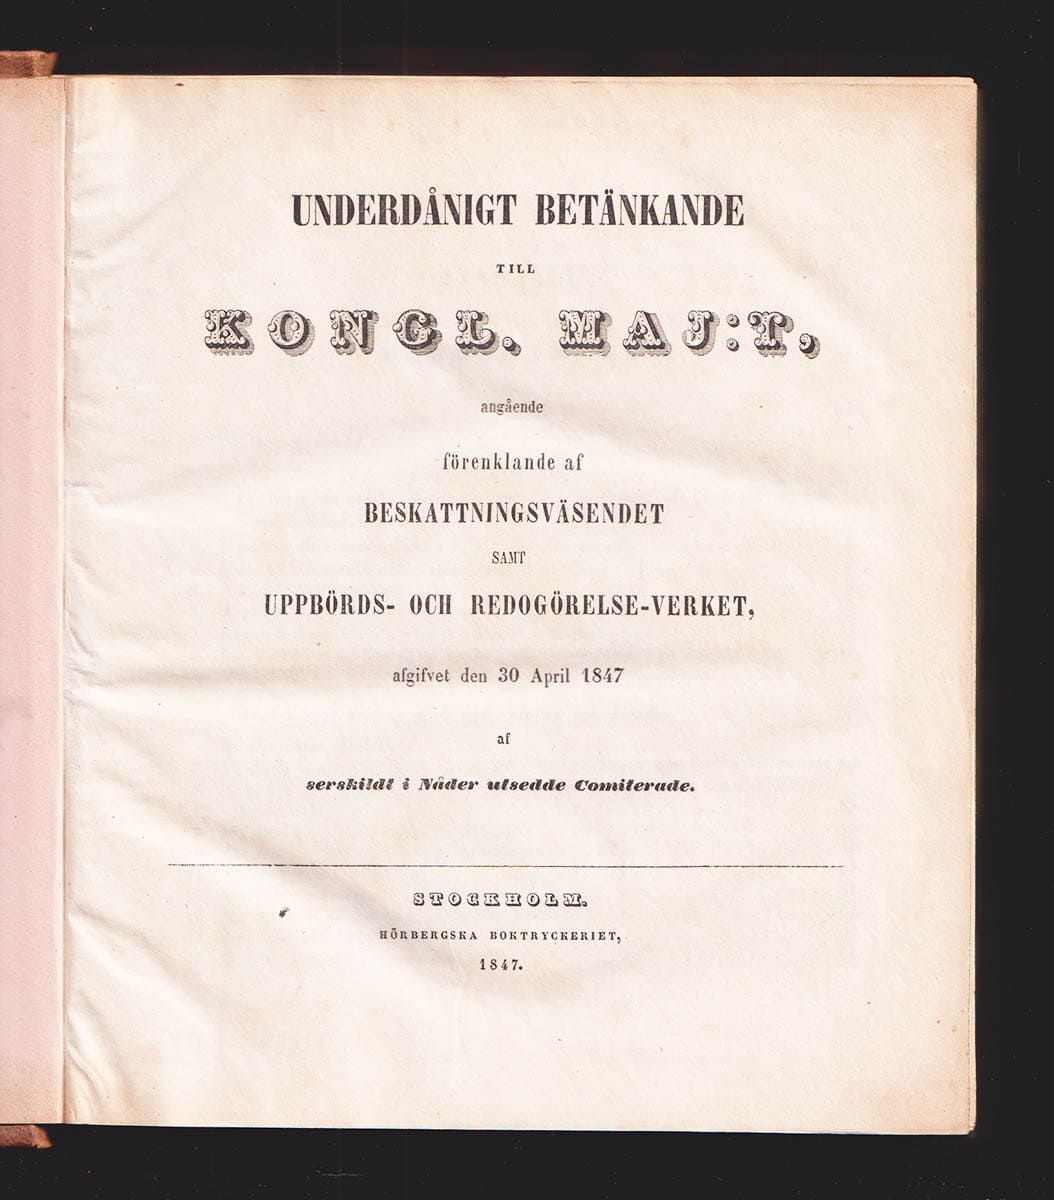 UNDERDÅNIGT BETÄNKANDE
TILL
KONGL. MAJ:T,
angående
förenklande af
BESKATTNINGSVÄSENDET
SAMT
UPPBÖRDS- OCH REDOGÖRELSE-VERKET,
afgifvet den 30 April 1847
af
serskildt i Nåder utsedde Comiterade.
STOCKHOLM.
HÖRBERGSKA BOKTRYCKERIET,
1847.